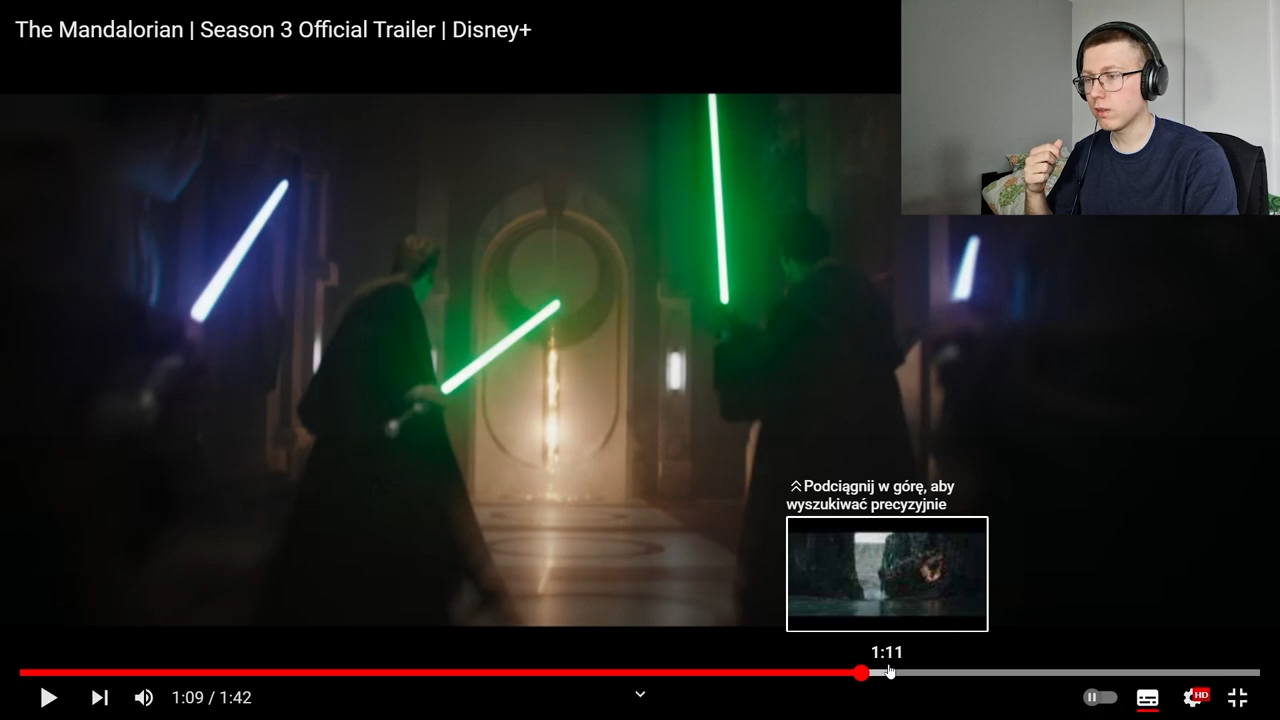 The Mandalorian | Season 3 Official Trailer | Disney+
Podciągnij w górę, aby
wyszukiwać precyzyjnie
1:11
1:09 / 1:42
HD